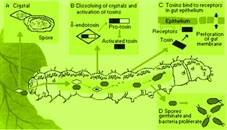 A Crystal
Spore
B Dissolving of crystals and
activation of toxins
δ-endotoxin
Pro-toxin
Activated toxin
C Toxins bind to receptors
in gut epithelium
Epithelium
Receptors
Toxin
Perforation
of gut
membrane
D Spores
germinate and
bacteria proliferate